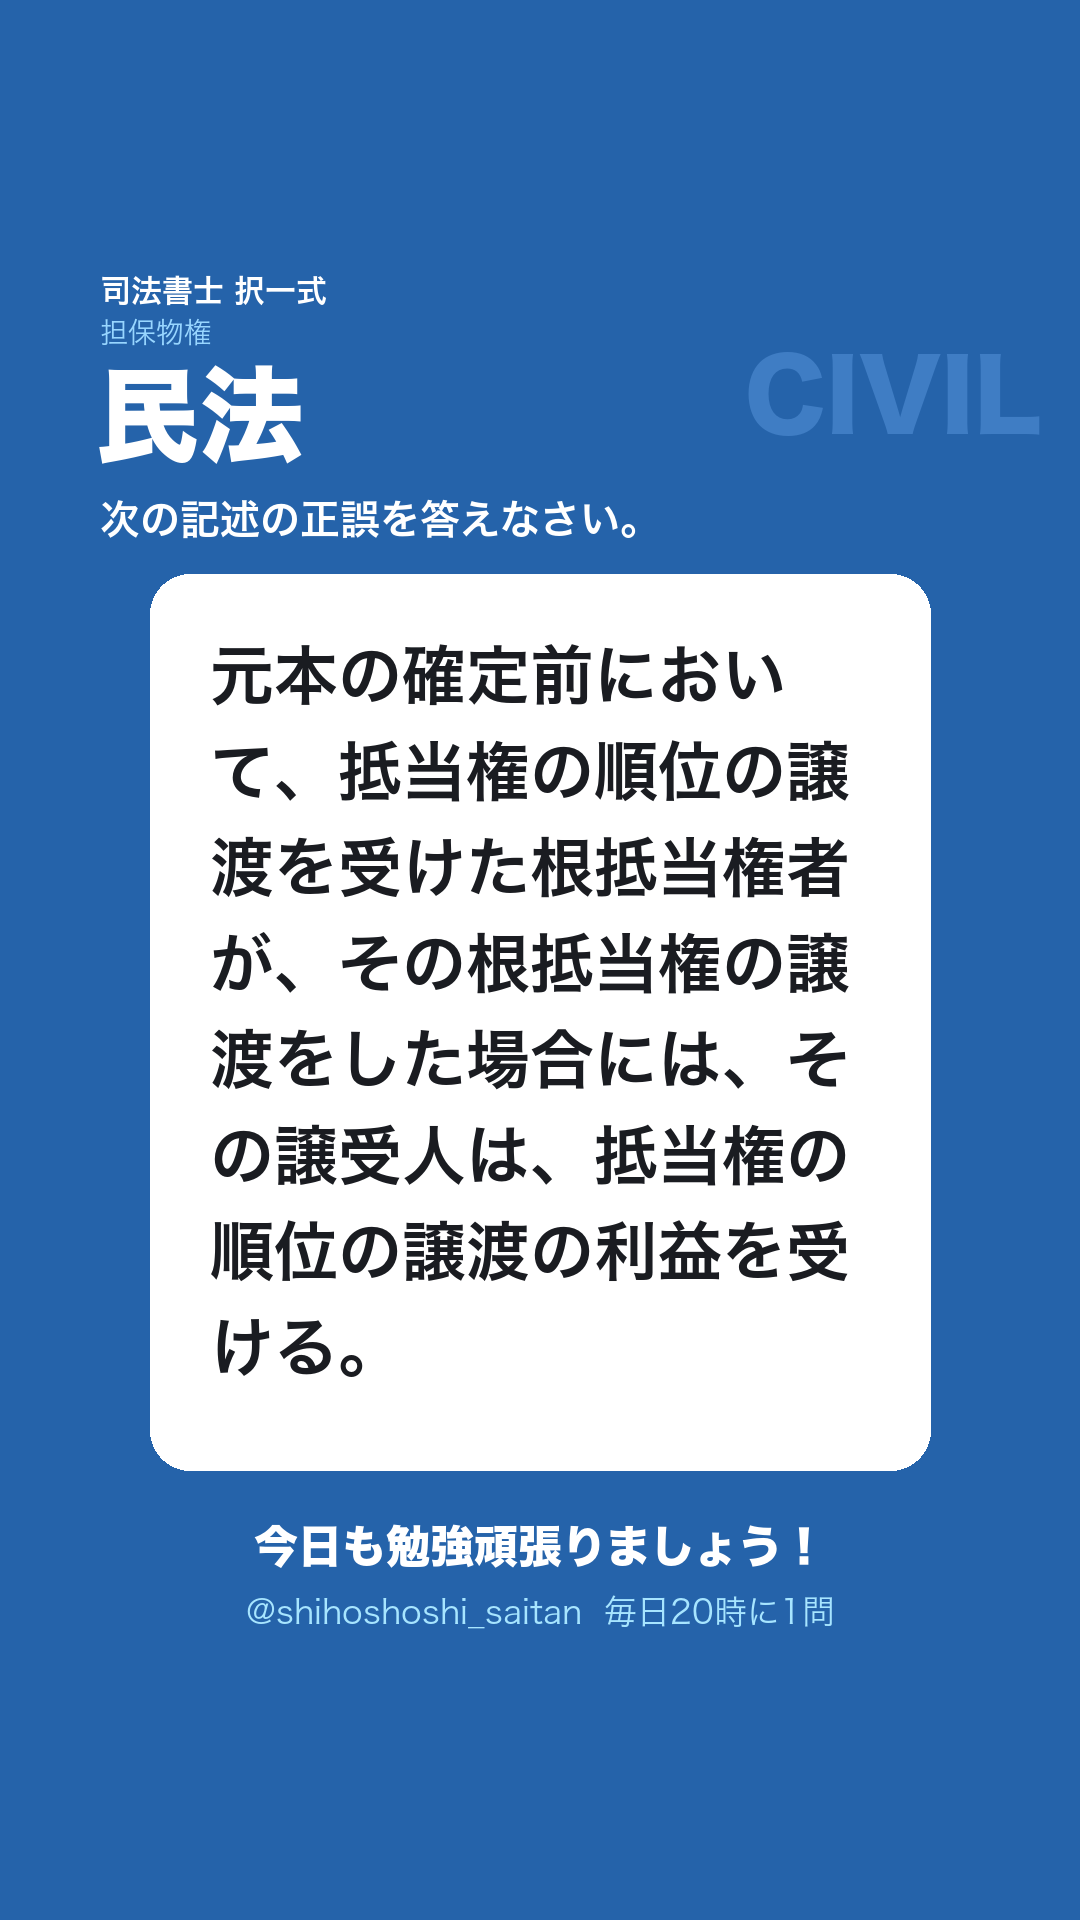 司法書士 択一式
担保物権
民法
CIVIL
次の記述の正誤を答えなさい。
元本の確定前におい
て、抵当権の順位の譲
渡を受けた根抵当権者
が、その根抵当権の譲
渡をした場合には、そ
の譲受人は、抵当権の
順位の譲渡の利益を受
ける。
今日も勉強頑張りましょう！
@shihoshoshi_saitan 毎日20時に1問